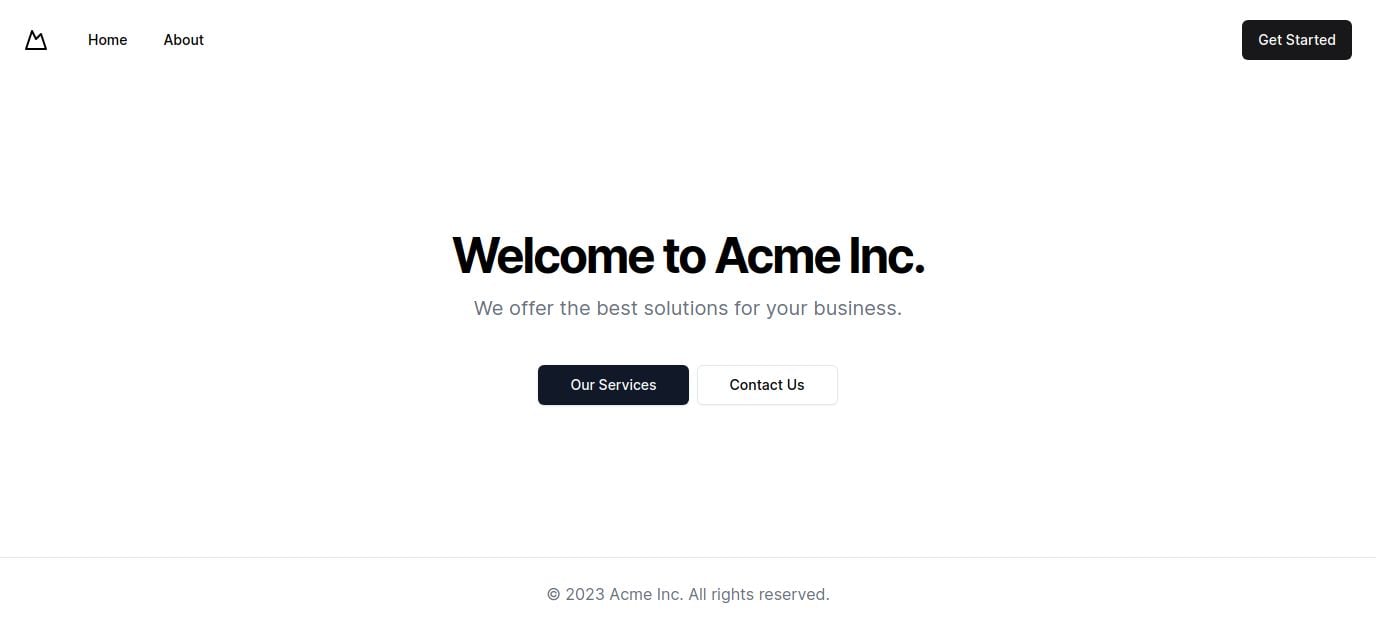 Home About Get Started
Welcome to Acme Inc.
We offer the best solutions for your business.
Our Services Contact Us
© 2023 Acme Inc. All rights reserved.